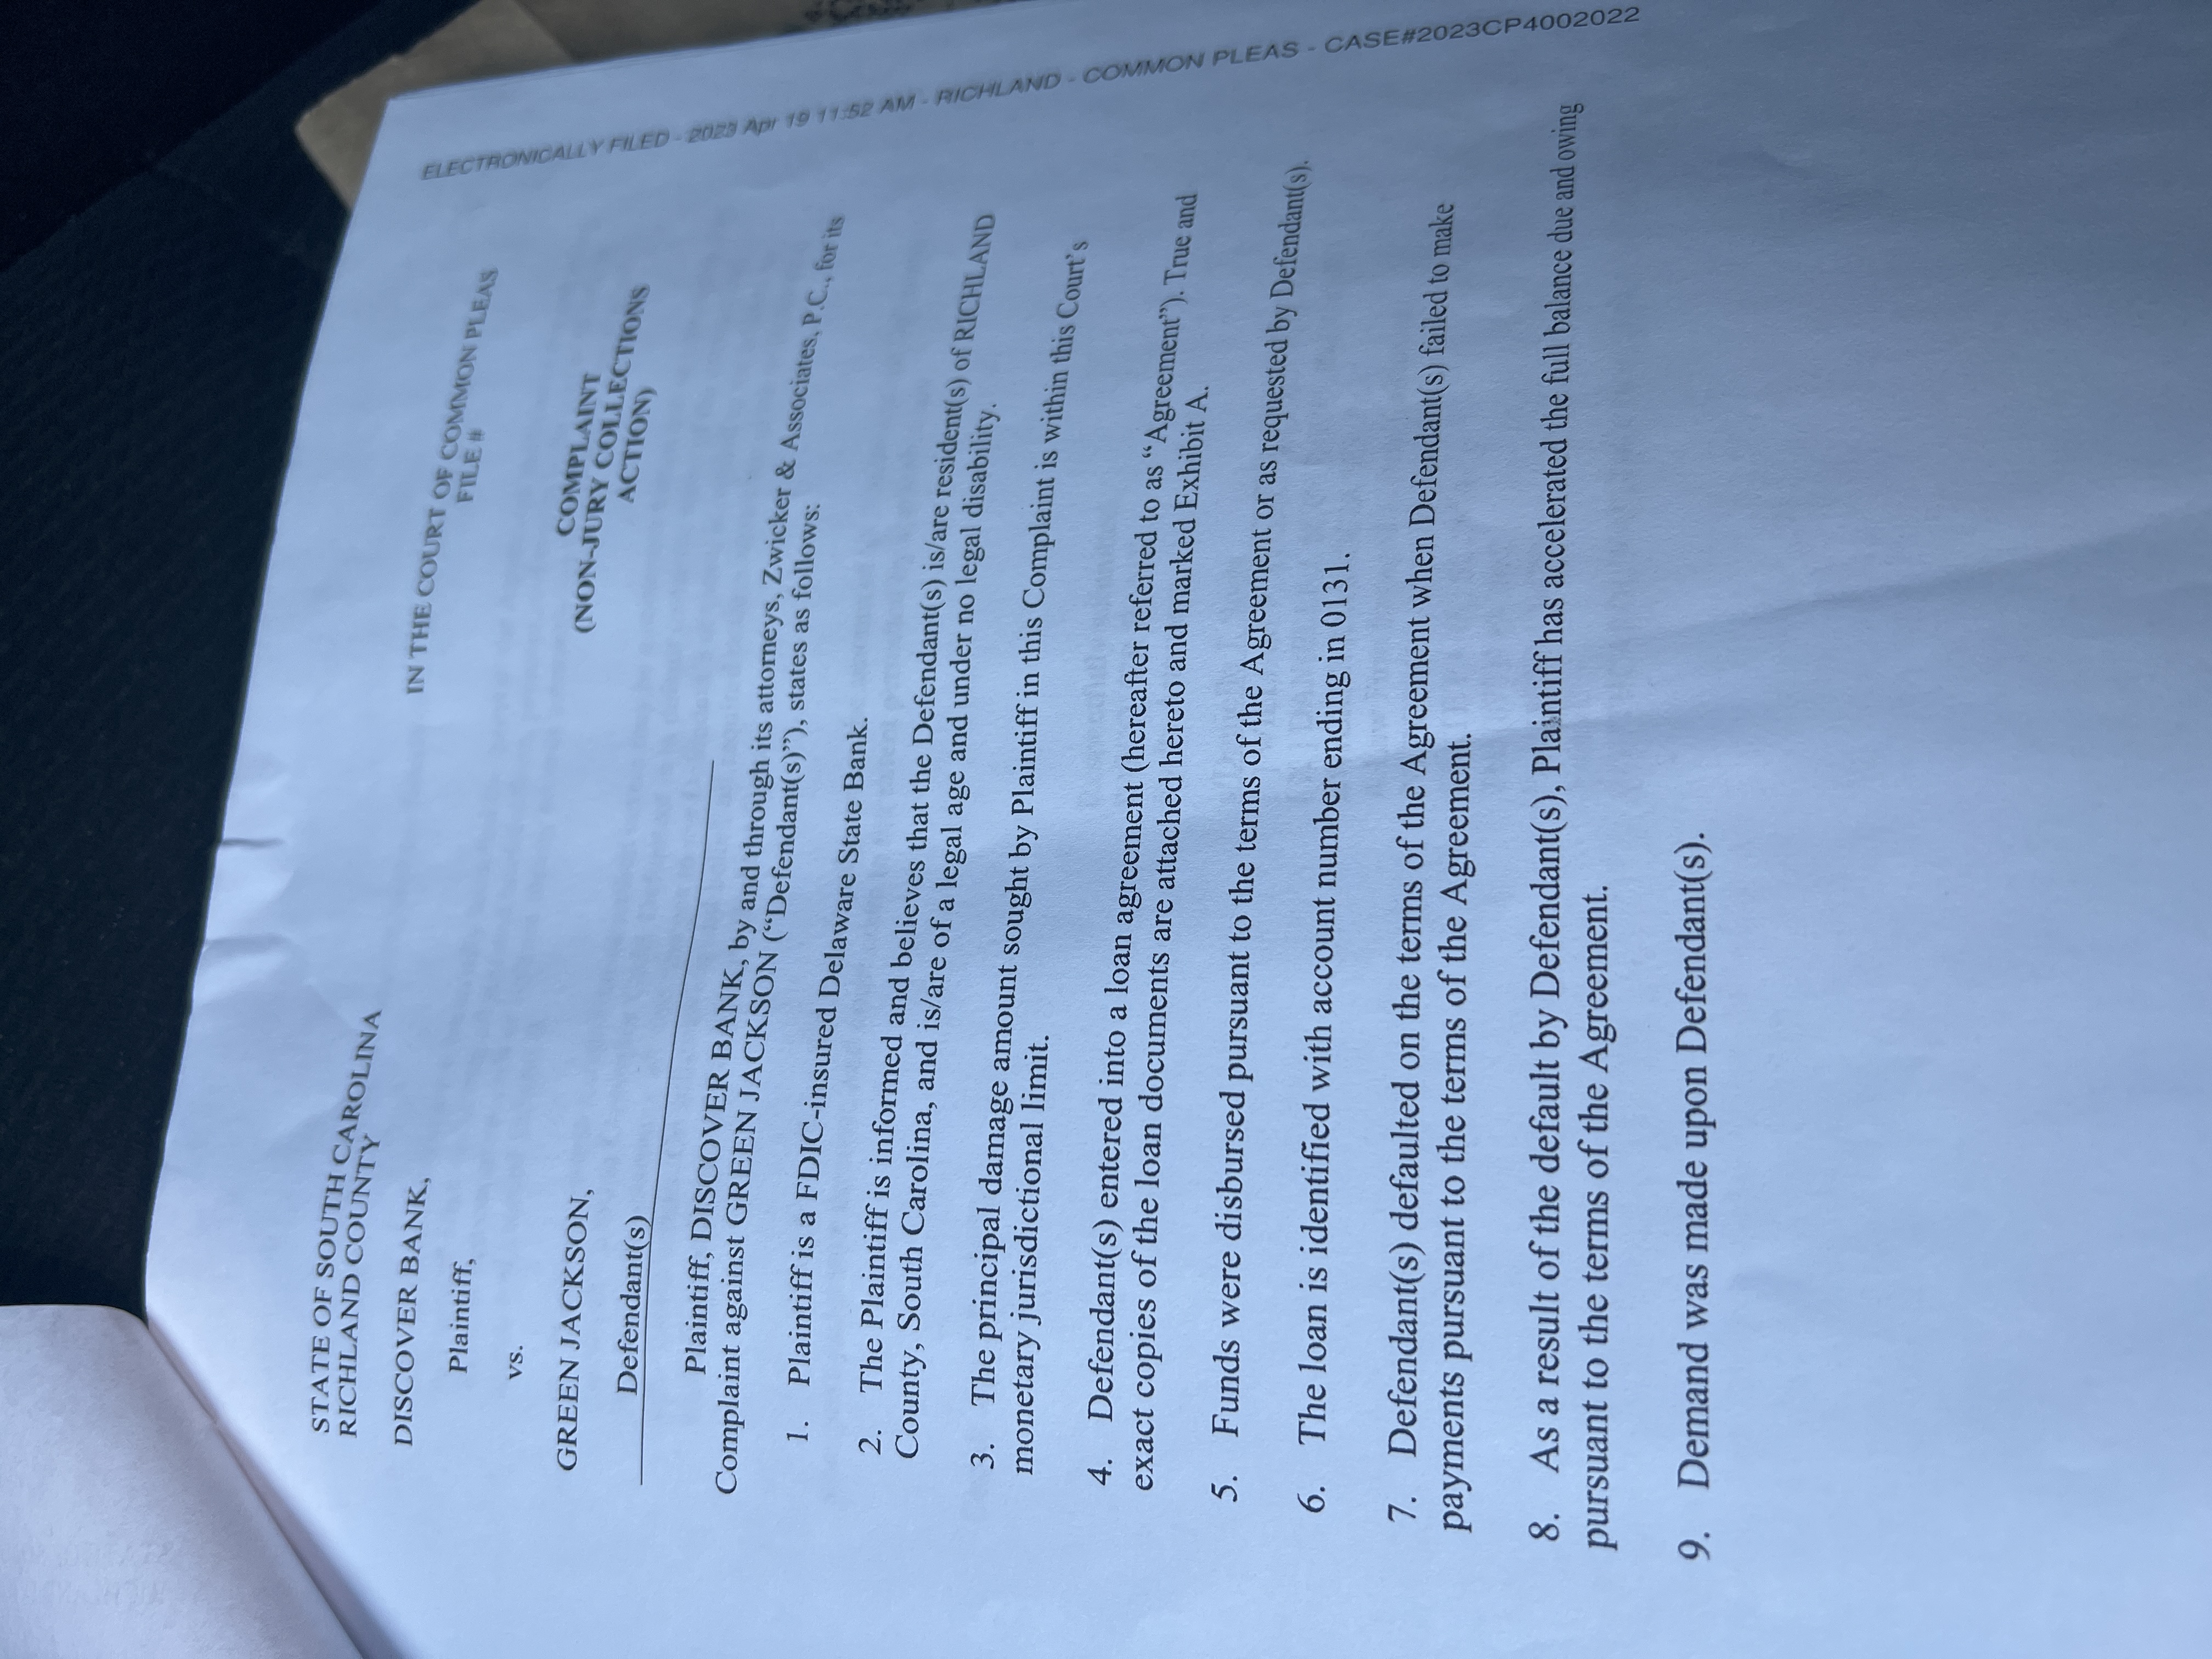 STATE OF SOUTH CAROLINA
RICHLAND COUNTY
DISCOVER BANK,
Plaintiff,
vs.
GREEN JACKSON,
Defendant(s)
IN THE COURT OF COMMON PLEAS
FILE #
COMPLAINT
(NON-JURY COLLECTIONS
ACTION)
Plaintiff, DISCOVER BANK, by and through its attorneys, Zwicker & Associates, P.C., for its
Complaint against GREEN JACKSON (“Defendant(s)”), states as follows:
1. Plaintiff is a FDIC-insured Delaware State Bank.
2. The Plaintiff is informed and believes that the Defendant(s) is/are resident(s) of RICHLAND
County, South Carolina, and is/are of a legal age and under no legal disability.
3. The principal damage amount sought by Plaintiff in this Complaint is within this Court’s
monetary jurisdictional limit.
4. Defendant(s) entered into a loan agreement (hereafter referred to as “Agreement”). True and
exact copies of the loan documents are attached hereto and marked Exhibit A.
5. Funds were disbursed pursuant to the terms of the Agreement or as requested by Defendant(s).
6. The loan is identified with account number ending in 0131.
7. Defendant(s) defaulted on the terms of the Agreement when Defendant(s) failed to make
payments pursuant to the terms of the Agreement.
8. As a result of the default by Defendant(s), Plaintiff has accelerated the full balance due and owing
pursuant to the terms of the Agreement.
9. Demand was made upon Defendant(s).
ELECTRONICALLY FILED - 2023 Apr 19 11:52 AM - RICHLAND - COMMON PLEAS - CASE#2023CP4002022